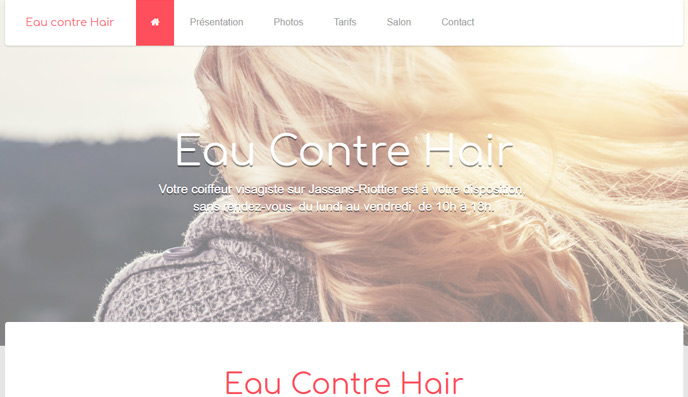 Eau contre Hair
Présentation
Photos
Tarifs
Salon
Contact
Eau Contre Hair
Votre coiffeur visagiste sur Jassans-Riottier est à votre disposition,
sans rendez-vous, du lundi au vendredi, de 10h à 18h.
Eau Contre Hair